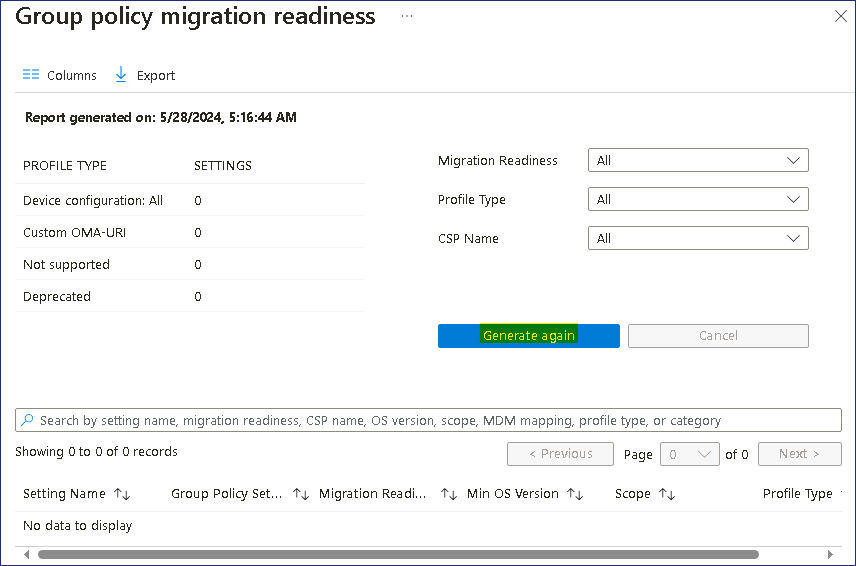 Group policy migration readiness ...
Columns Export
Report generated on: 5/28/2024, 5:16:44 AM
PROFILE TYPE SETTINGS
Device configuration: All 0
Custom OMA-URI 0
Not supported 0
Deprecated 0
Migration Readiness All
Profile Type All
CSP Name All
Generate again Cancel
Search by setting name, migration readiness, CSP name, OS version, scope, MDM mapping, profile type, or category
Showing 0 to 0 of 0 records < Previous Page 0 of 0 Next >
Setting Name Group Policy Set... Migration Readi... Min OS Version Scope Profile Type
No data to display